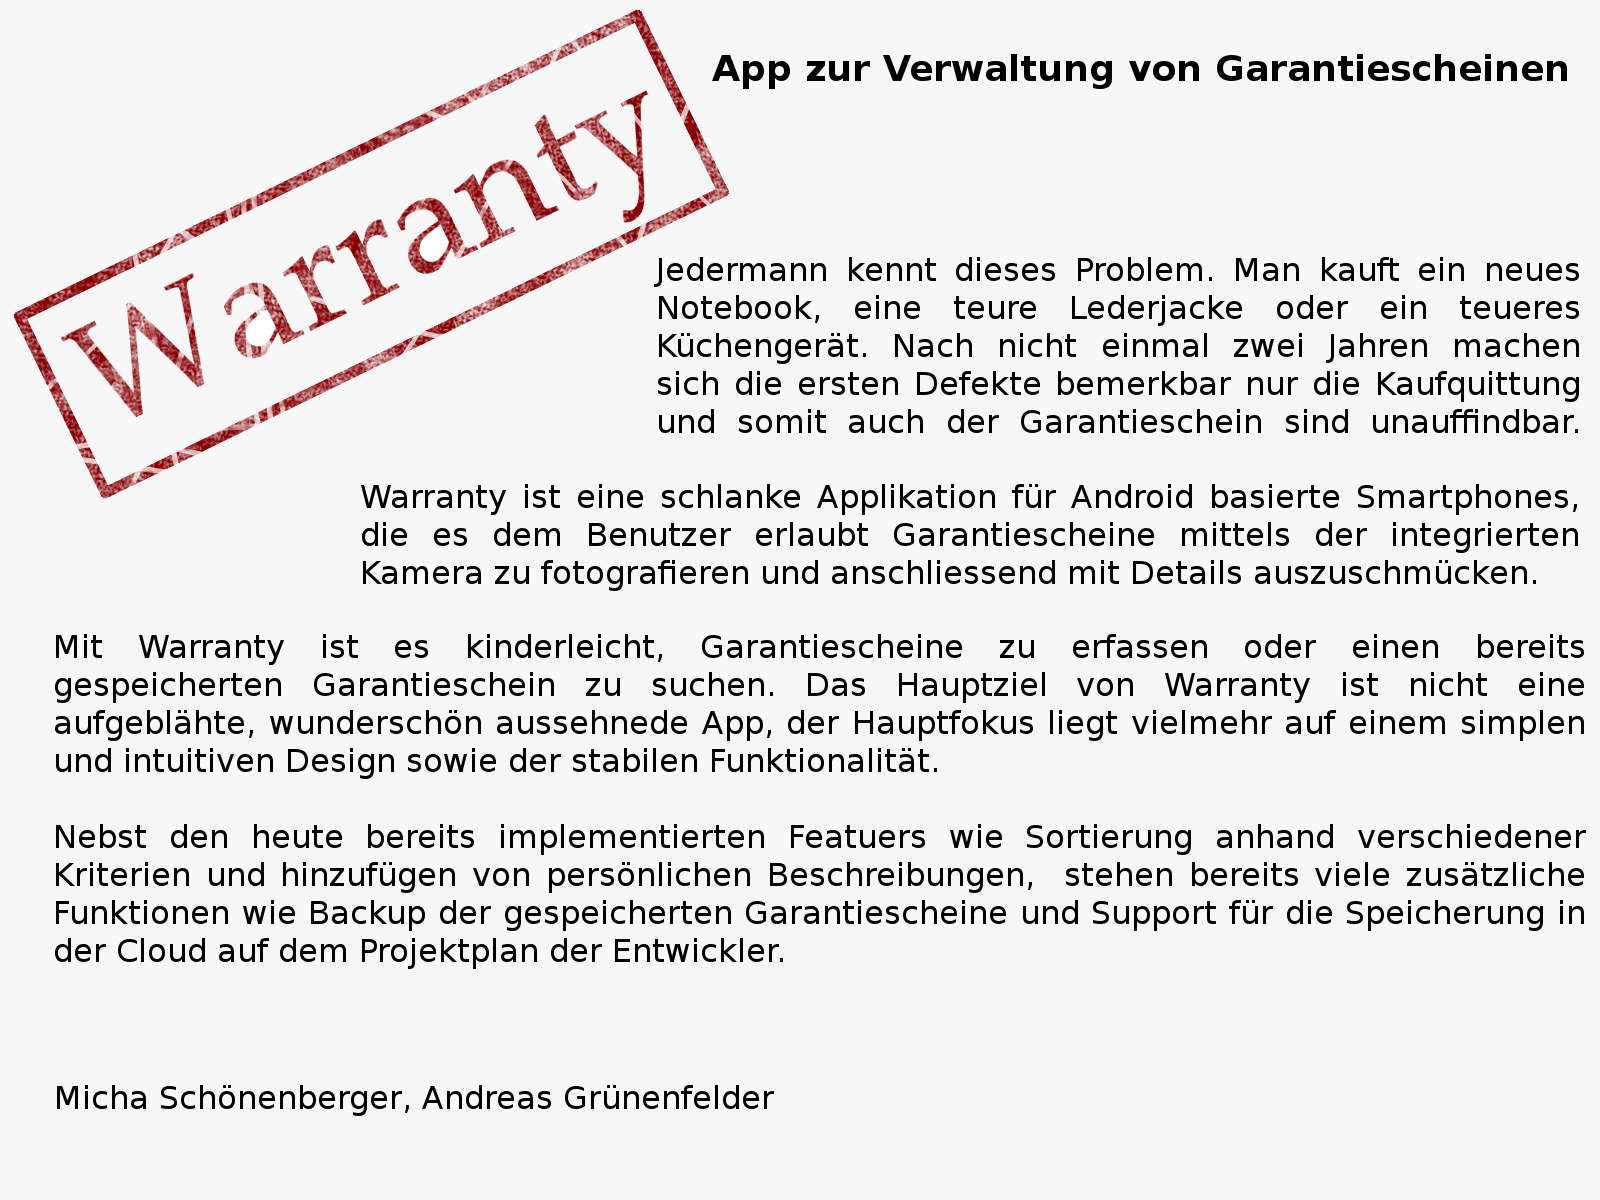 App zur Verwaltung von Garantiescheinen
Warranty
Jedermann kennt dieses Problem. Man kauft ein neues
Notebook, eine teure Lederjacke oder ein teueres
Küchengerät. Nach nicht einmal zwei Jahren machen
sich die ersten Defekte bemerkbar nur die Kaufquittung
und somit auch der Garantieschein sind unauffindbar.
Warranty ist eine schlanke Applikation für Android basierte Smartphones,
die es dem Benutzer erlaubt Garantiescheine mittels der integrierten
Kamera zu fotografieren und anschliessend mit Details auszuschmücken.
Mit Warranty ist es kinderleicht, Garantiescheine zu erfassen oder einen bereits
gespeicherten Garantieschein zu suchen. Das Hauptziel von Warranty ist nicht eine
aufgeblähte, wunderschön aussehnede App, der Hauptfokus liegt vielmehr auf einem simplen
und intuitiven Design sowie der stabilen Funktionalität.
Nebst den heute bereits implementierten Featuers wie Sortierung anhand verschiedener
Kriterien und hinzufügen von persönlichen Beschreibungen, stehen bereits viele zusätzliche
Funktionen wie Backup der gespeicherten Garantiescheine und Support für die Speicherung in
der Cloud auf dem Projektplan der Entwickler.
Micha Schönenberger, Andreas Grünenfelder